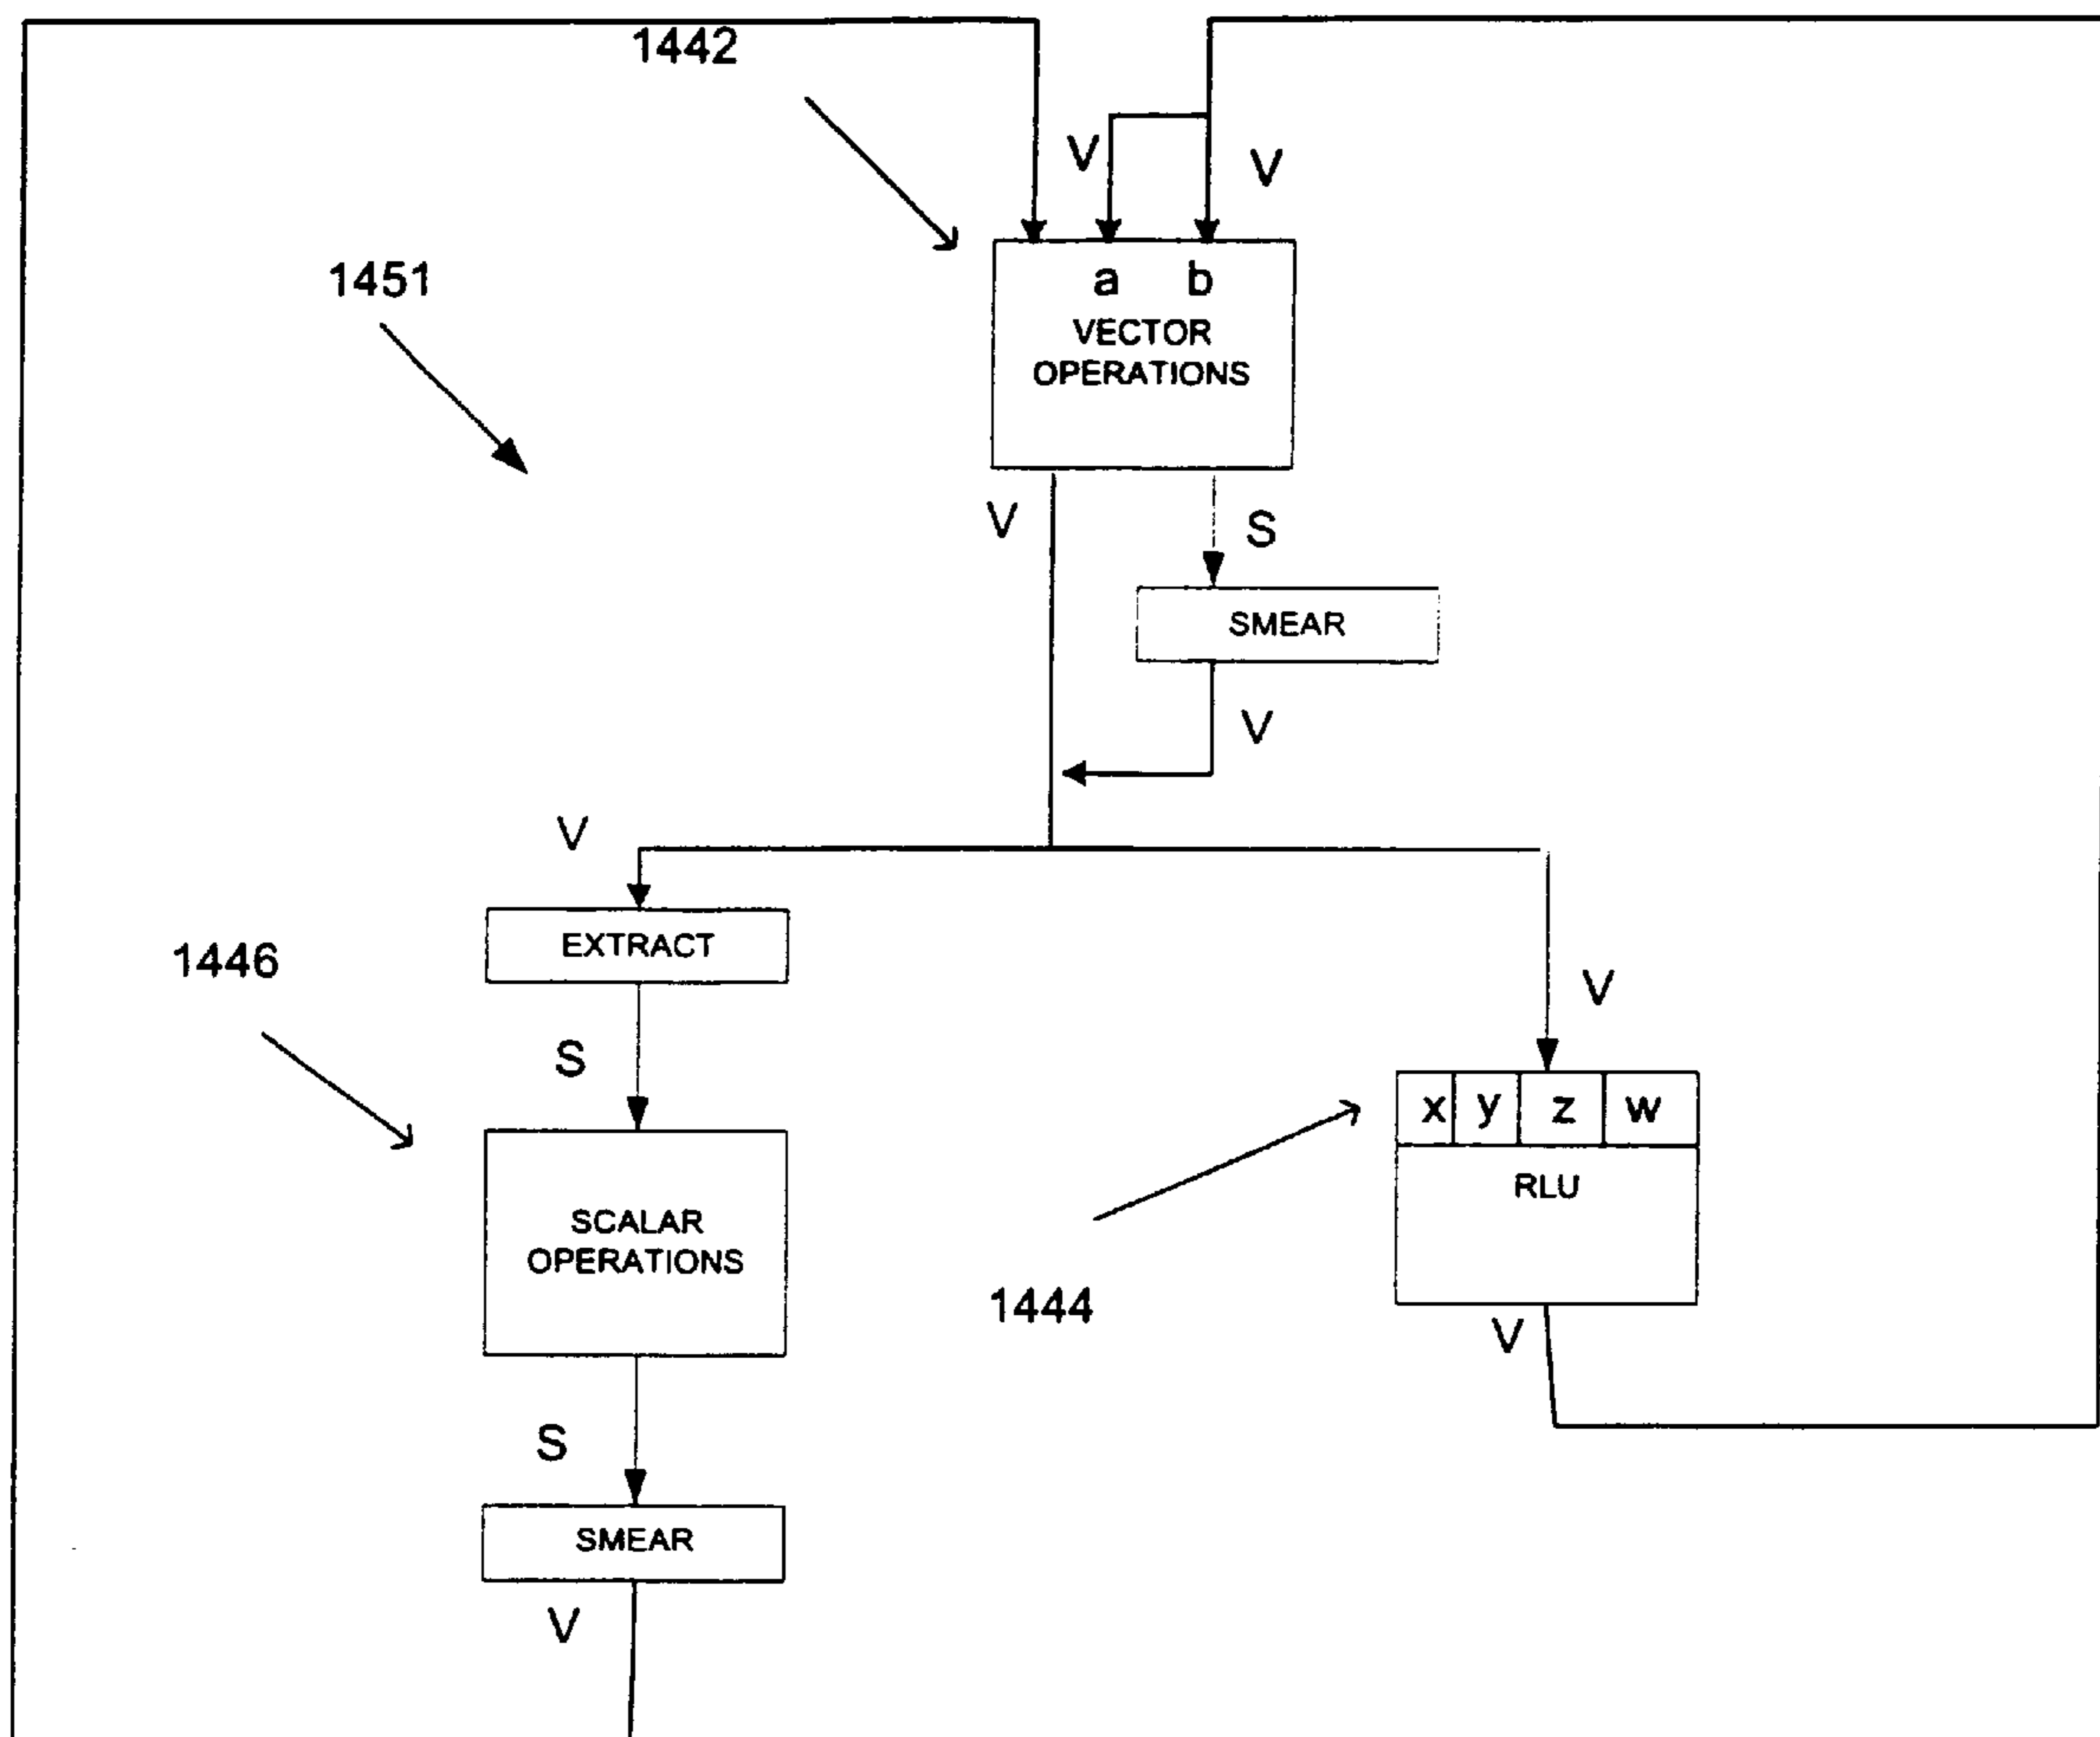 1442
V
V
1451
a b
VECTOR
OPERATIONS
V
S
SMEAR
V
V
EXTRACT
1446
V
S
x y z w
RLU
SCALAR
OPERATIONS
1444
V
S
SMEAR
V